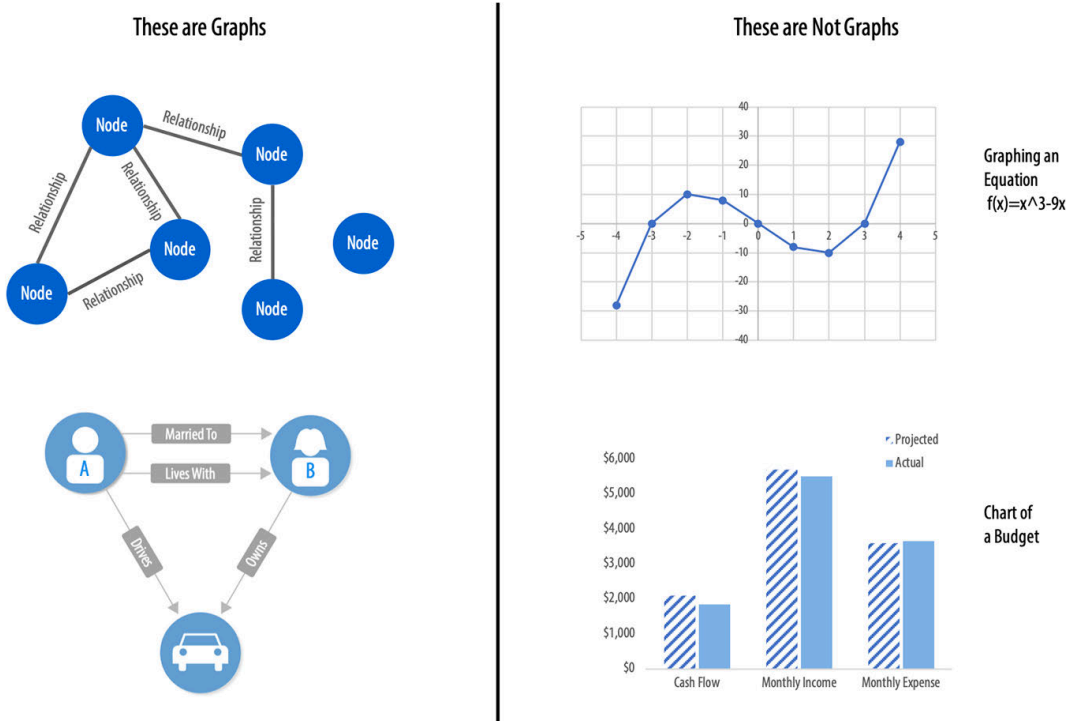 These are Graphs
Node
Relationship
Node
Relationship
Relationship
Node
Relationship
Node
Relationship
Node
Node
A
Married To
Lives With
B
Drives
Owns
These are Not Graphs
40
30
20
10
0
-10
-20
-30
-40
-5 -4 -3 -2 -1 0 1 2 3 4 5
Graphing an
Equation
f(x)=x^3-9x
Projected
Actual
$6,000
$5,000
$4,000
$3,000
$2,000
$1,000
$0
Cash Flow Monthly Income Monthly Expense
Chart of
a Budget